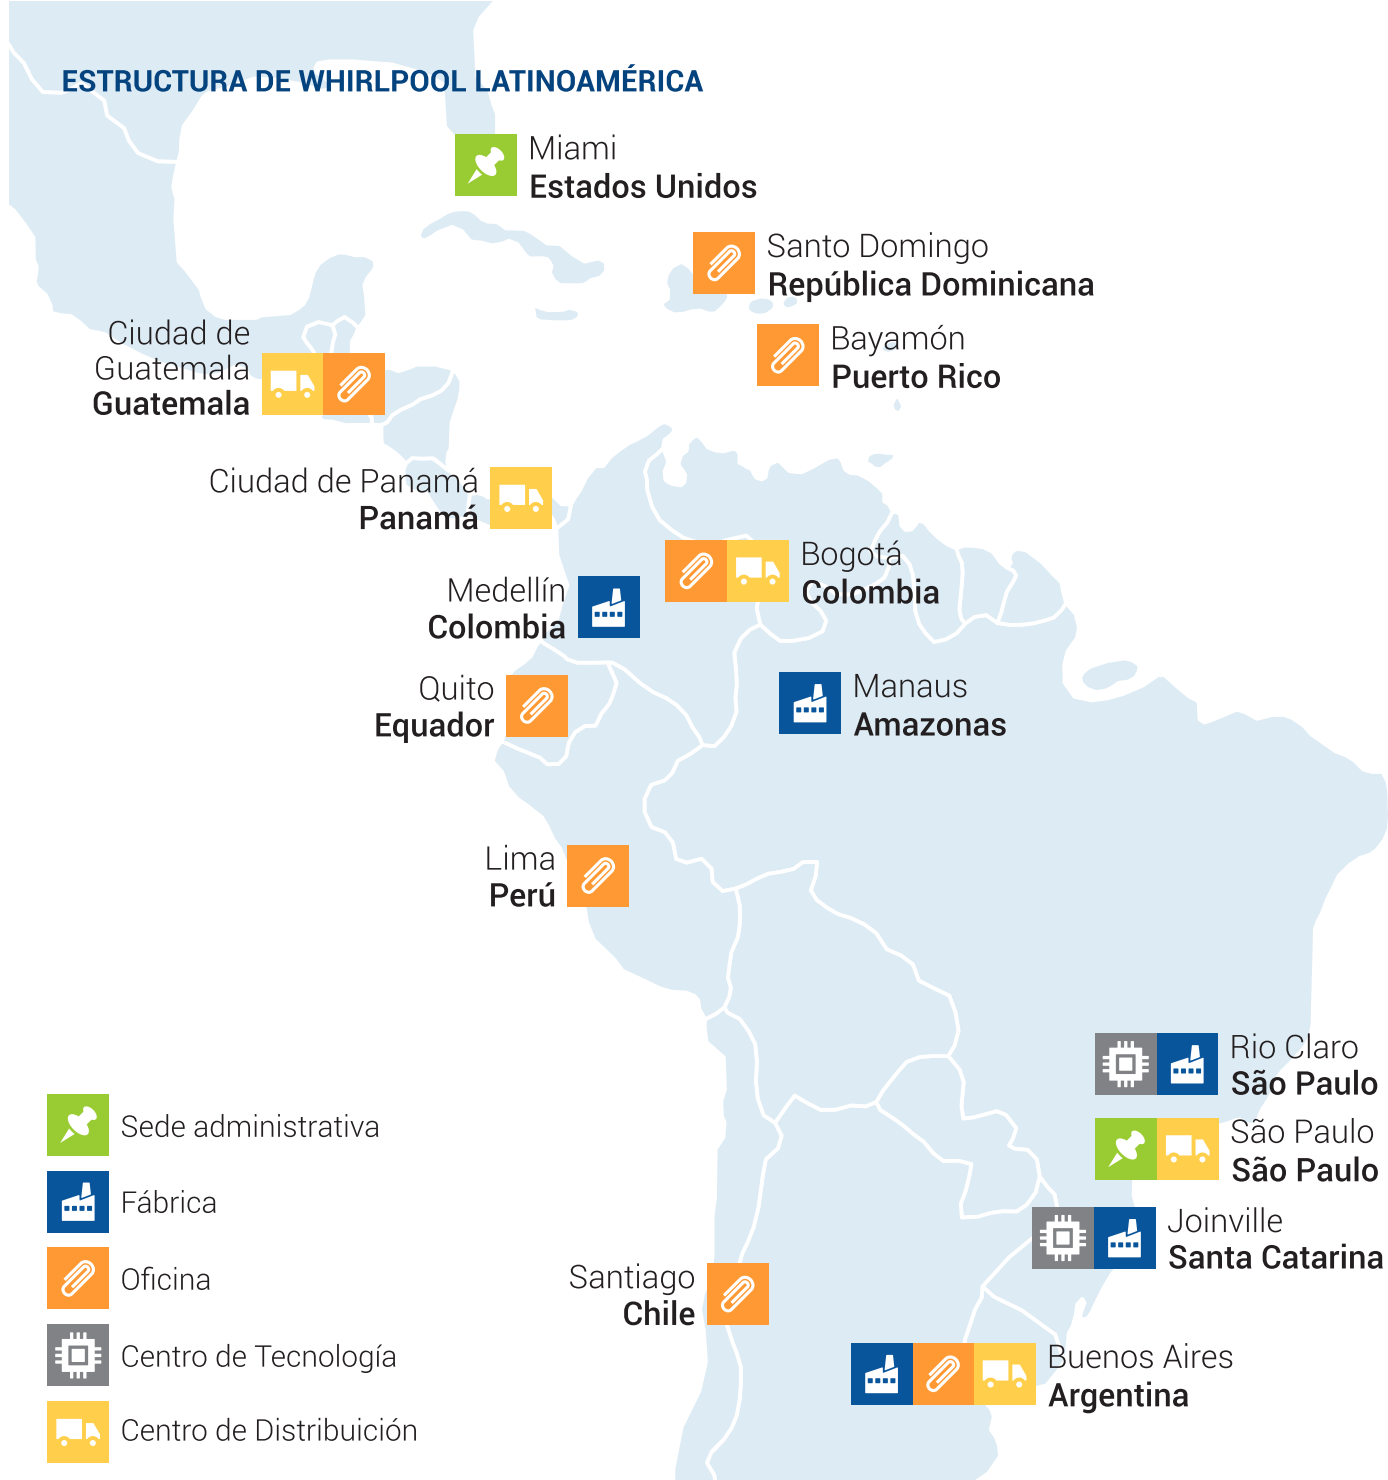 ESTRUCTURA DE WHIRLPOOL LATINOAMÉRICA
Miami
Estados Unidos
Santo Domingo
República Dominicana
Bayamón
Puerto Rico
Ciudad de
Guatemala
Guatemala
Ciudad de Panamá
Panamá
Bogotá
Colombia
Medellín
Colombia
Quito
Equador
Manaus
Amazonas
Lima
Perú
Rio Claro
São Paulo
São Paulo
São Paulo
Joinville
Santa Catarina
Santiago
Chile
Buenos Aires
Argentina
Sede administrativa
Fábrica
Oficina
Centro de Tecnología
Centro de Distribuición